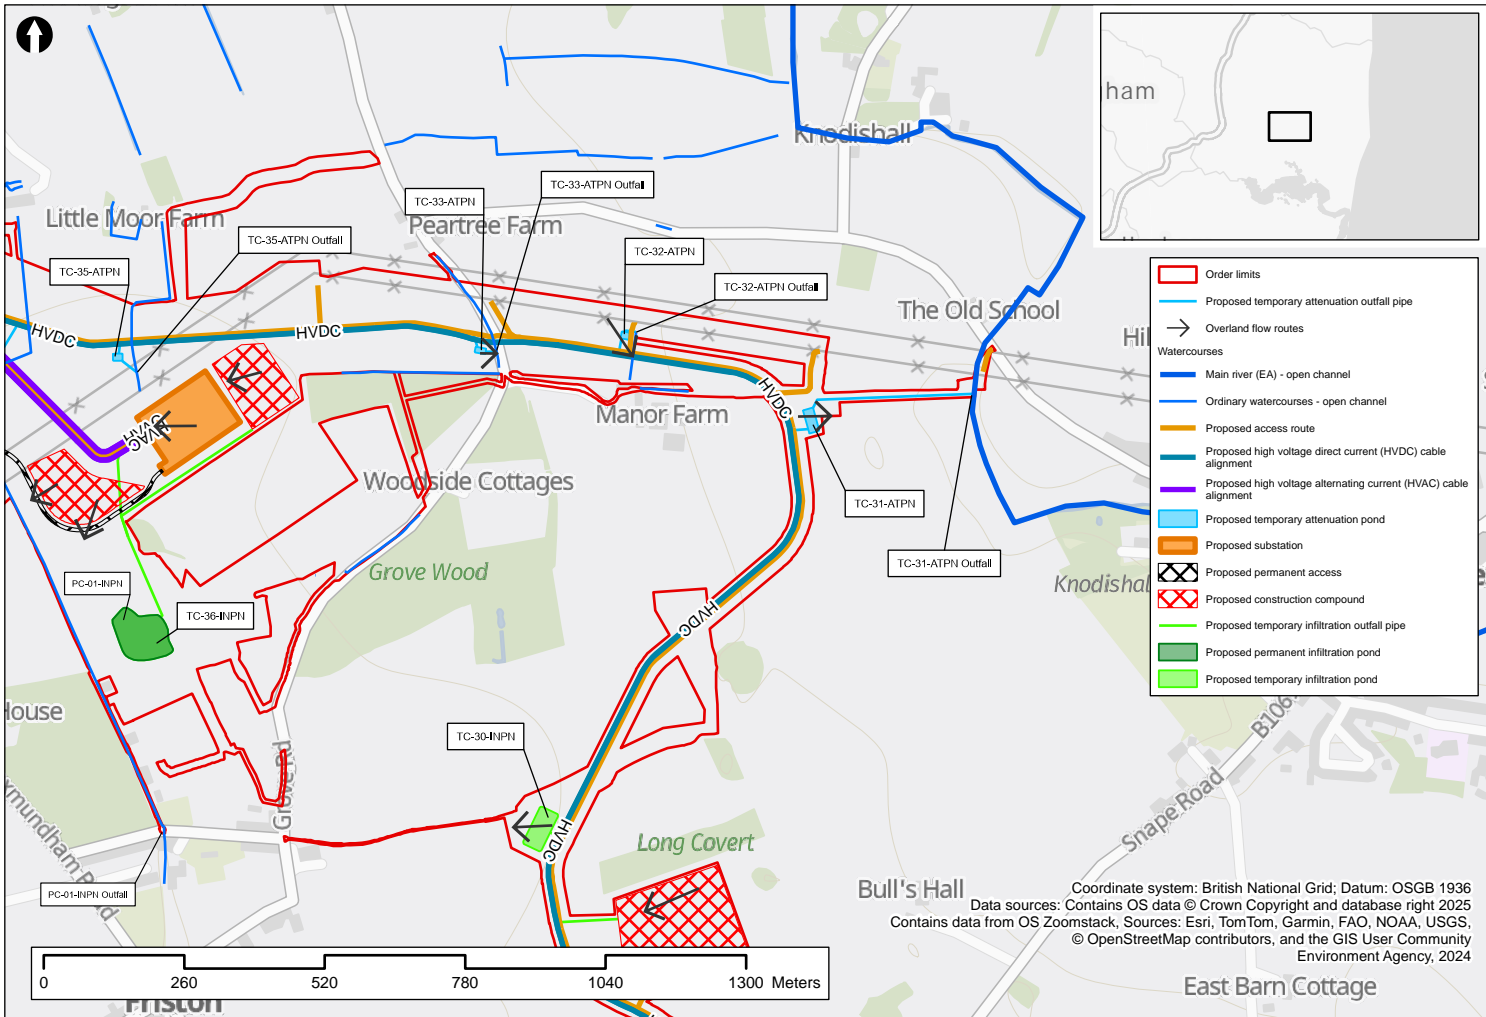 Knodishall
gham
Little Moor Farm
TC-33-ATPN
TC-33-ATPN Outfall
Peartree Farm
TC-35-ATPN Outfall
TC-35-ATPN
TC-32-ATPN
TC-32-ATPN Outfall
The Old School
Hil
HVDC
HVDC
HVDC
Manor Farm
HVAC
HVAC
Woodside Cottages
TC-31-ATPN
TC-31-ATPN Outfall
Grove Wood
Knodishal
PC-01-INPN
TC-36-INPN
HVDC
House
TC-30-INPN
Grove Rd
B106
HVDC
Long Covert
Snape Road
xmundham Road
PC-01-INPN Outfall
Bull's Hall
Friston
East Barn Cottage
Order limits
Proposed temporary attenuation outfall pipe
Overland flow routes
Watercourses
Main river (EA) - open channel
Ordinary watercourses - open channel
Proposed access route
Proposed high voltage direct current (HVDC) cable
alignment
Proposed high voltage alternating current (HVAC) cable
alignment
Proposed temporary attenuation pond
Proposed substation
Proposed permanent access
Proposed construction compound
Proposed temporary infiltration outfall pipe
Proposed permanent infiltration pond
Proposed temporary infiltration pond
Coordinate system: British National Grid; Datum: OSGB 1936
Data sources: Contains OS data © Crown Copyright and database right 2025
Contains data from OS Zoomstack, Sources: Esri, TomTom, Garmin, FAO, NOAA, USGS,
© OpenStreetMap contributors, and the GIS User Community
Environment Agency, 2024
0 260 520 780 1040 1300 Meters